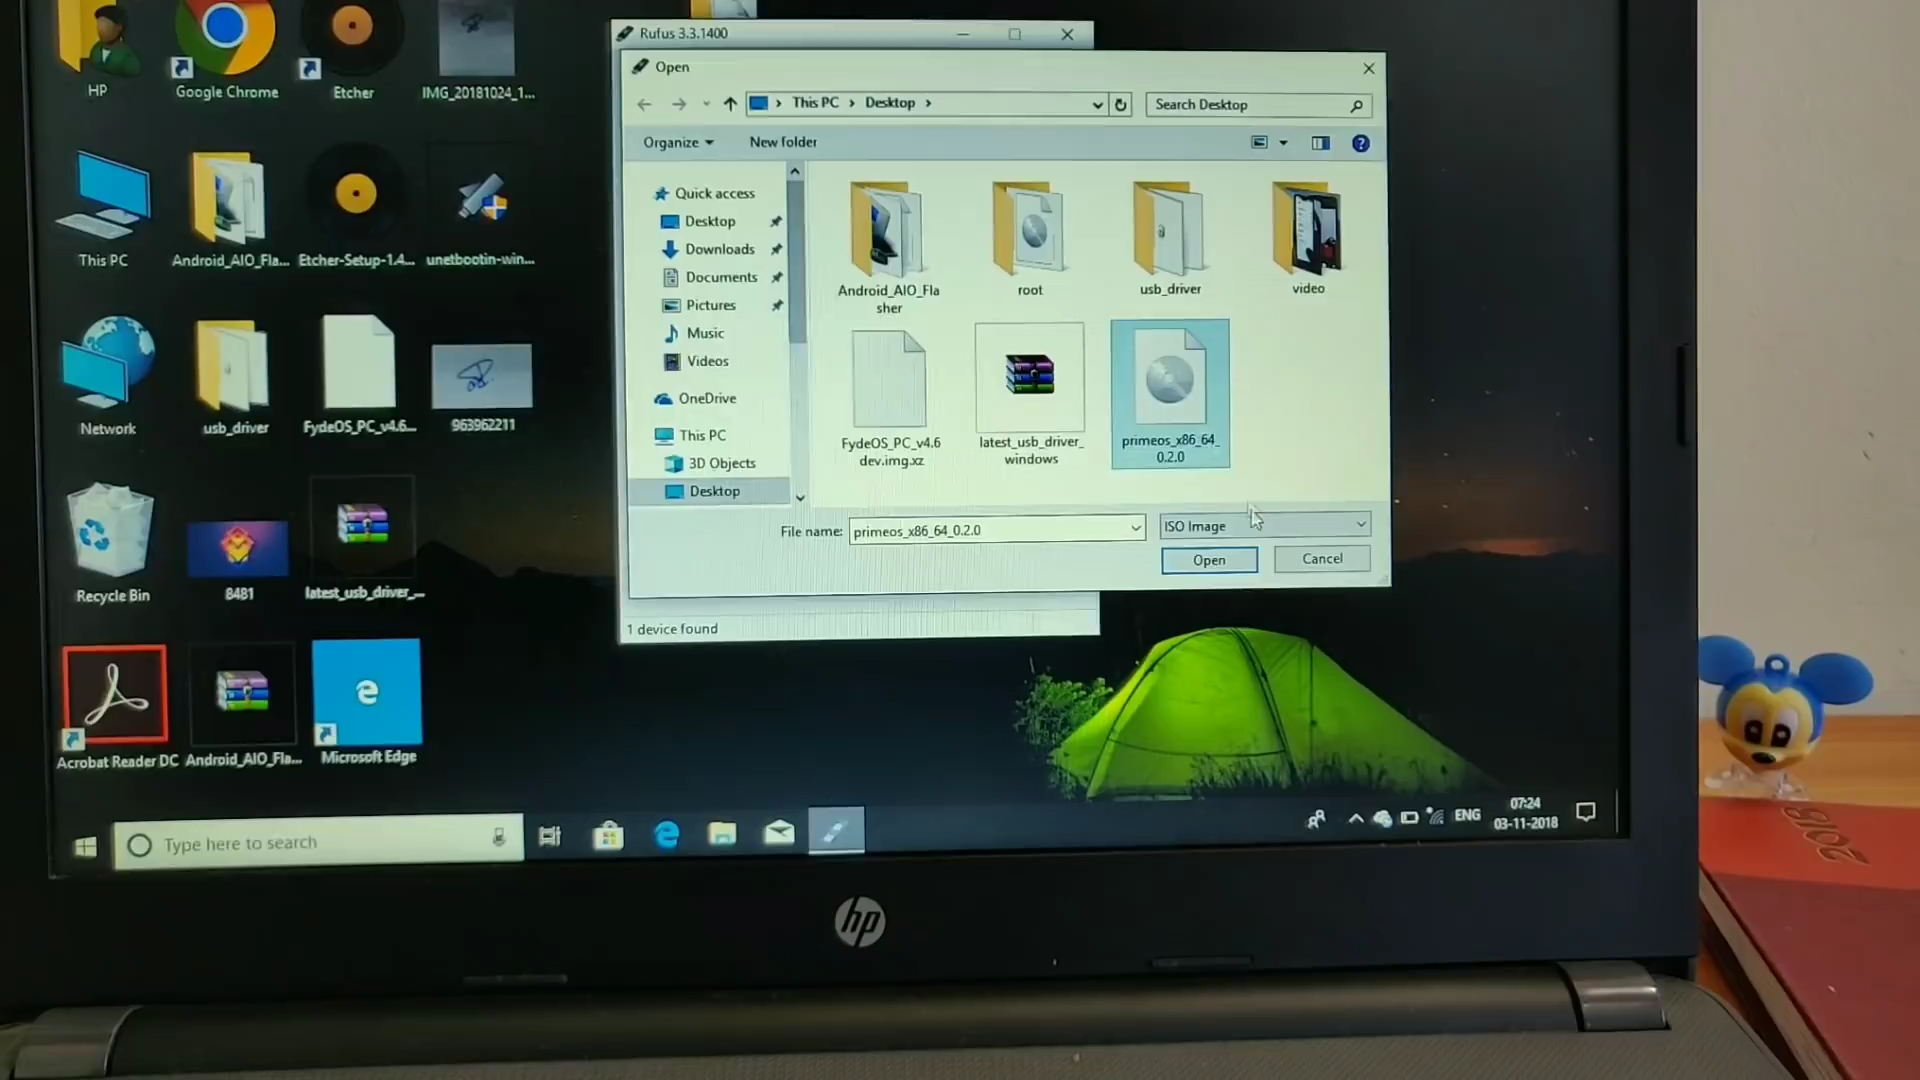 HP
Google Chrome
Etcher
IMG_20181024_1...
This PC
Android_AIO_Fla...
Etcher-Setup-1.4...
unetbootin-win...
Network
usb_driver
FydeOS_PC_v4.6...
963962211
Recycle Bin
8481
latest_usb_driver_...
Acrobat Reader DC
Android_AIO_Fla...
Microsoft Edge
Rufus 3.3.1400
Open
This PC
Desktop
Search Desktop
Organize
New folder
Quick access
Desktop
Downloads
Documents
Pictures
Music
Videos
OneDrive
This PC
3D Objects
Desktop
Android_AIO_Fla
sher
root
usb_driver
video
FydeOS_PC_v4.6
dev.img.xz
latest_usb_driver_
windows
primeos_x86_64_
0.2.0
File name: primeos_x86_64_0.2.0
ISO Image
Open
Cancel
1 device found
Type here to search
ENG
07:24
03-11-2018
hp
2018